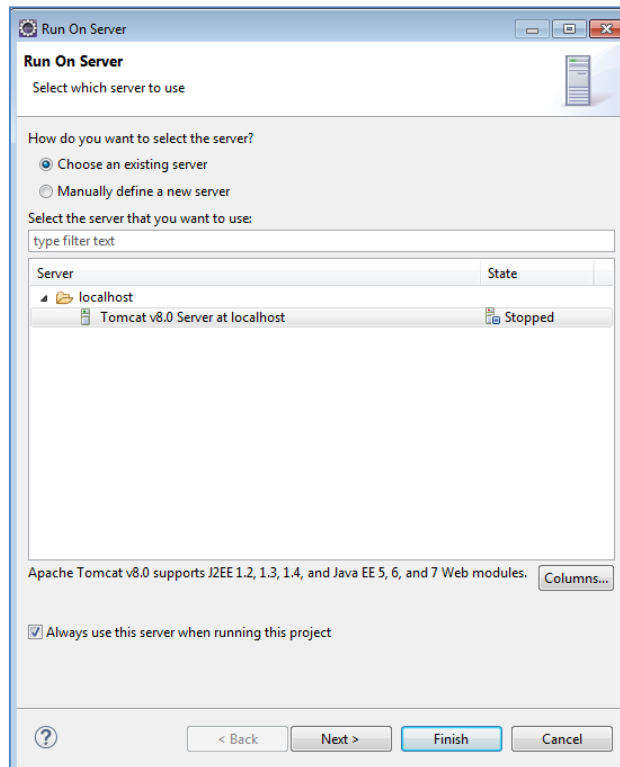 Run On Server
Run On Server
Select which server to use
How do you want to select the server?
Choose an existing server
Manually define a new server
Select the server that you want to use:
type filter text
Server State
localhost
Tomcat v8.0 Server at localhost Stopped
Apache Tomcat v8.0 supports J2EE 1.2, 1.3, 1.4, and Java EE 5, 6, and 7 Web modules. Columns...
Always use this server when running this project
? < Back Next > Finish Cancel